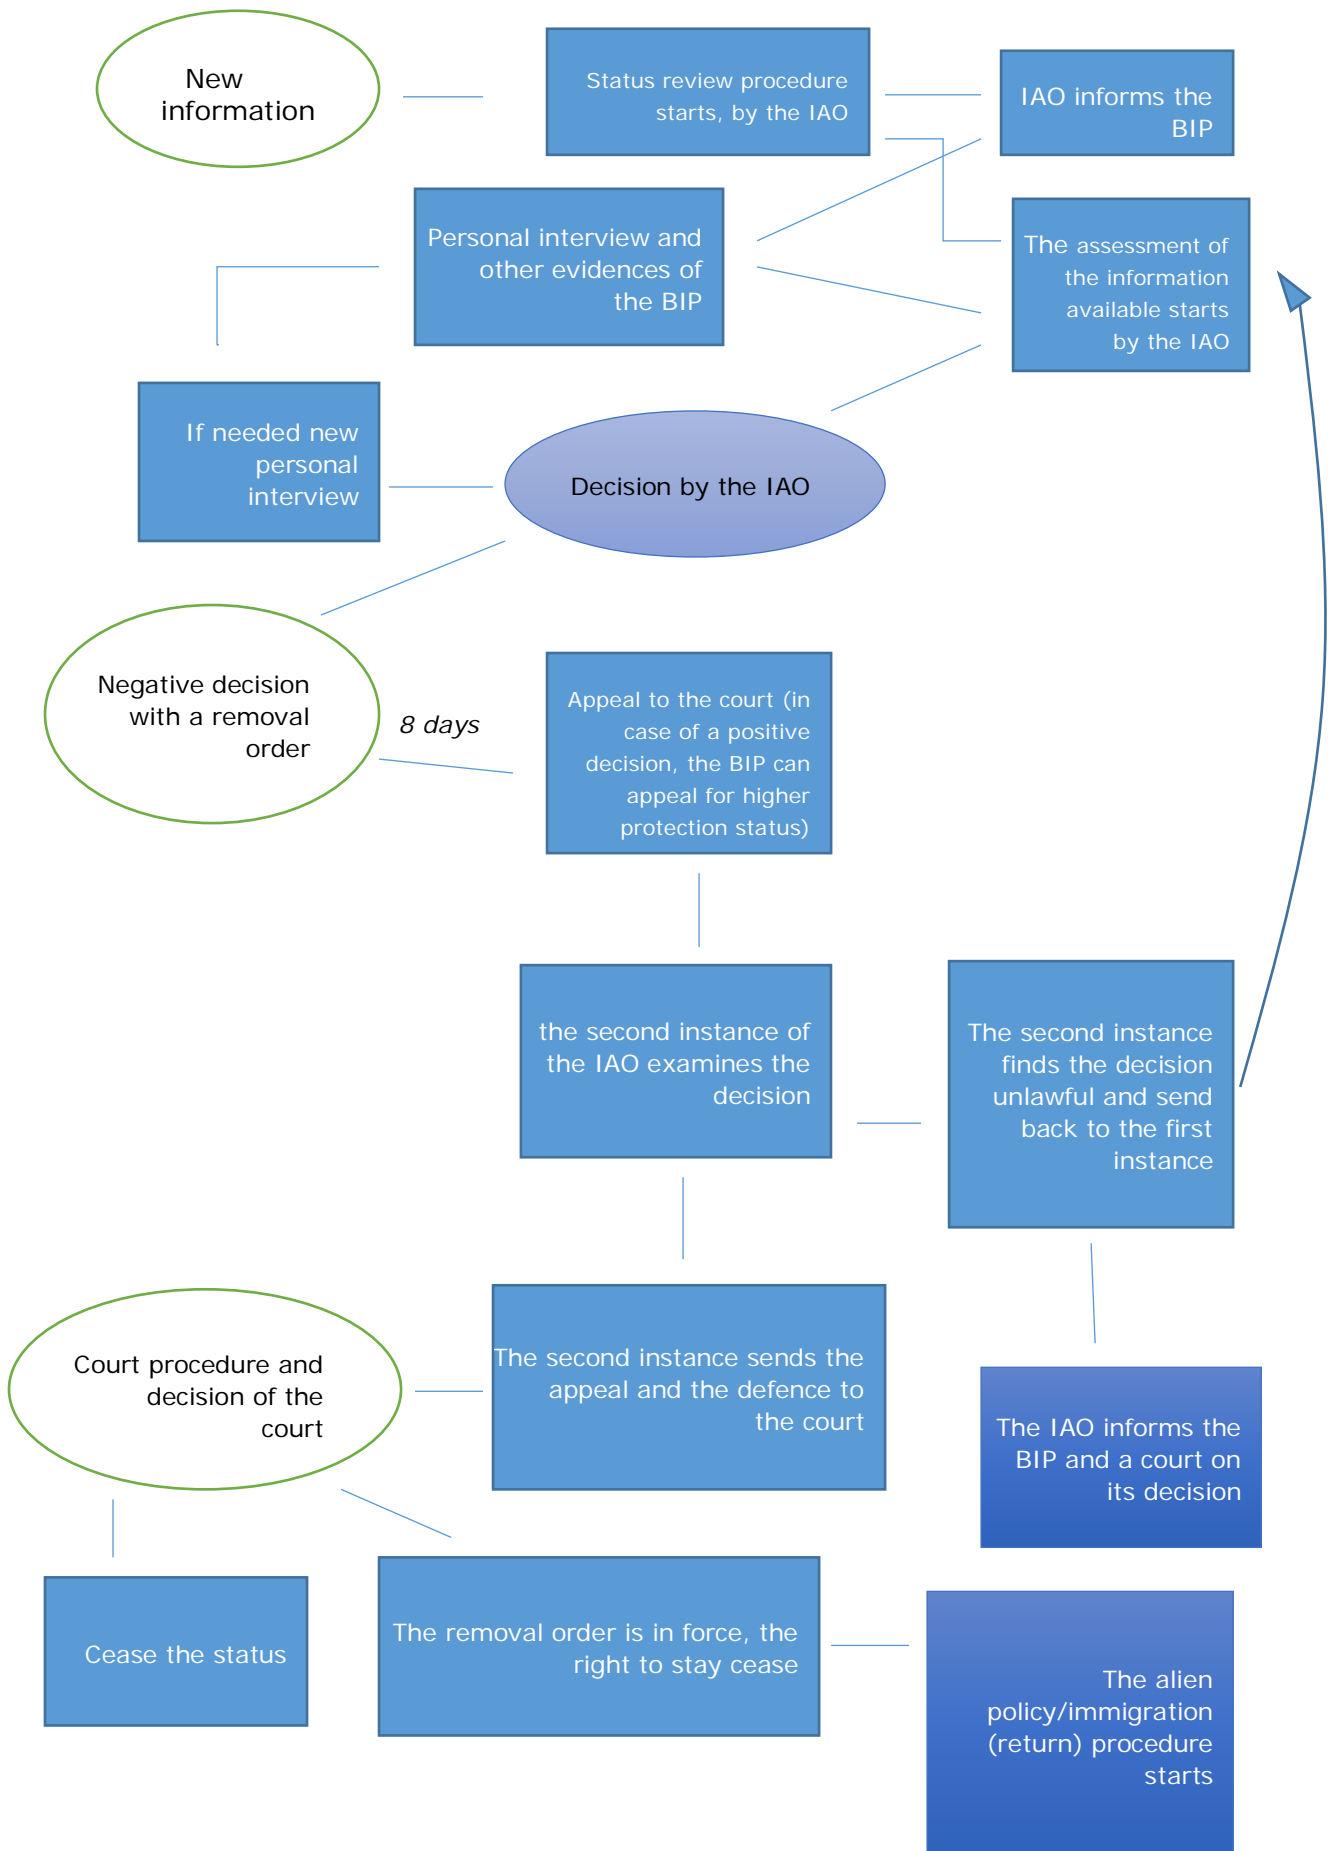 New
information
Status review procedure
starts, by the IAO
IAO informs the
BIP
Personal interview and
other evidences of
the BIP
The assessment of
the information
available starts
by the IAO
If needed new
personal
interview
Decision by the IAO
Negative decision
with a removal
order
8 days
Appeal to the court (in
case of a positive
decision, the BIP can
appeal for higher
protection status)
the second instance of
the IAO examines the
decision
The second instance
finds the decision
unlawful and send
back to the first
instance
Court procedure and
decision of the
court
The second instance sends the
appeal and the defence to
the court
The IAO informs the
BIP and a court on
its decision
Cease the status
The removal order is in force, the
right to stay cease
The alien
policy/immigration
(return) procedure
starts